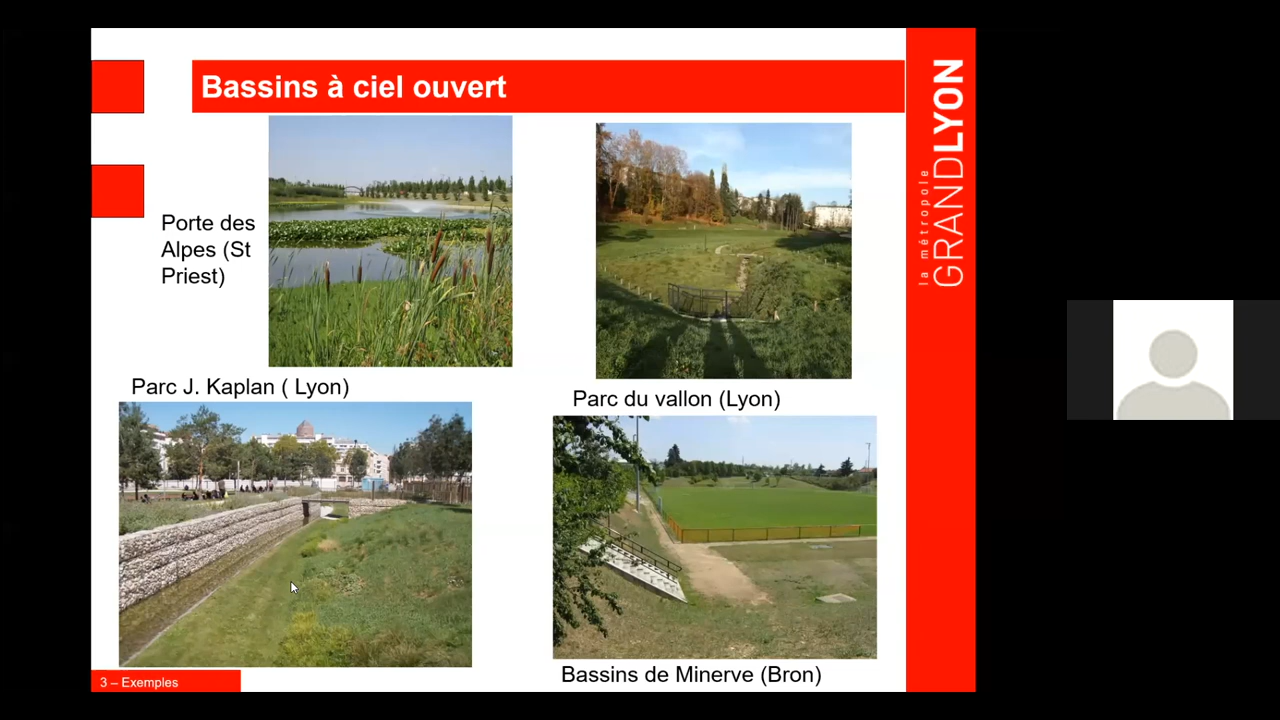 Bassins à ciel ouvert
Porte des
Alpes (St
Priest)
Parc J. Kaplan ( Lyon)
Parc du vallon (Lyon)
Bassins de Minerve (Bron)
3 – Exemples
la métropole
GRANDLYON